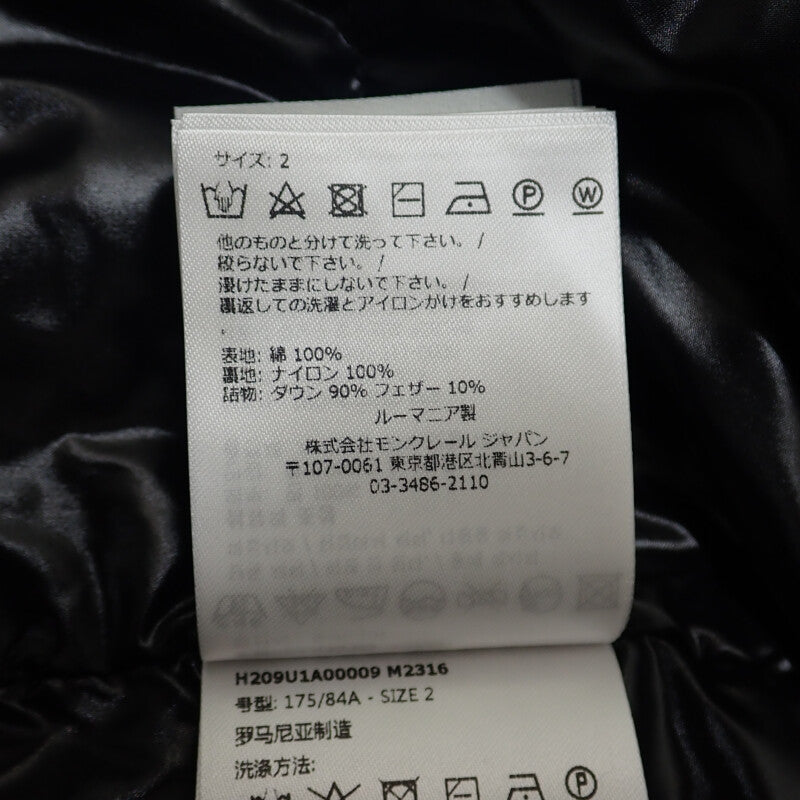 サイズ: 2
P W
他のものと分けて洗って下さい。/
絞らないで下さい。/
浸けたままにしないで下さい。/
裏返しての洗濯とアイロンかけをおすすめします
。
表地: 綿 100%
裏地: ナイロン 100%
詰物: ダウン 90% フェザー 10%
ルーマニア製
株式会社モンクレール ジャパン
〒107-0061 東京都港区北青山3-6-7
03-3486-2110
H209U1A00009 M2316
号型: 175/84A - SIZE 2
罗马尼亚制造
洗涤方法:
P